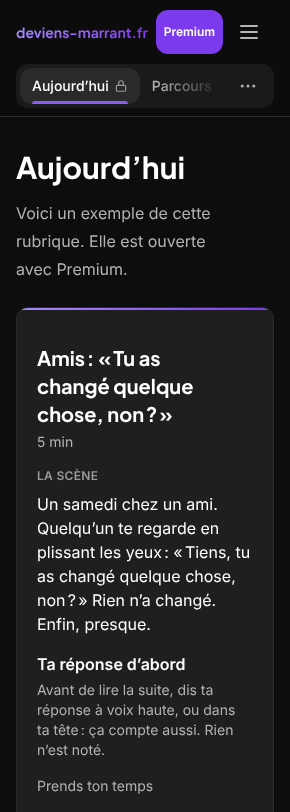 deviens-marrant.fr
Premium
Aujourd’hui
Parcours
Aujourd’hui
Voici un exemple de cette
rubrique. Elle est ouverte
avec Premium.
Amis : « Tu as
changé quelque
chose, non ? »
5 min
LA SCÈNE
Un samedi chez un ami.
Quelqu’un te regarde en
plissant les yeux : « Tiens, tu
as changé quelque chose,
non ? » Rien n’a changé.
Enfin, presque.
Ta réponse d’abord
Avant de lire la suite, dis ta
réponse à voix haute, ou dans
ta tête : ça compte aussi. Rien
n’est noté.
Prends ton temps